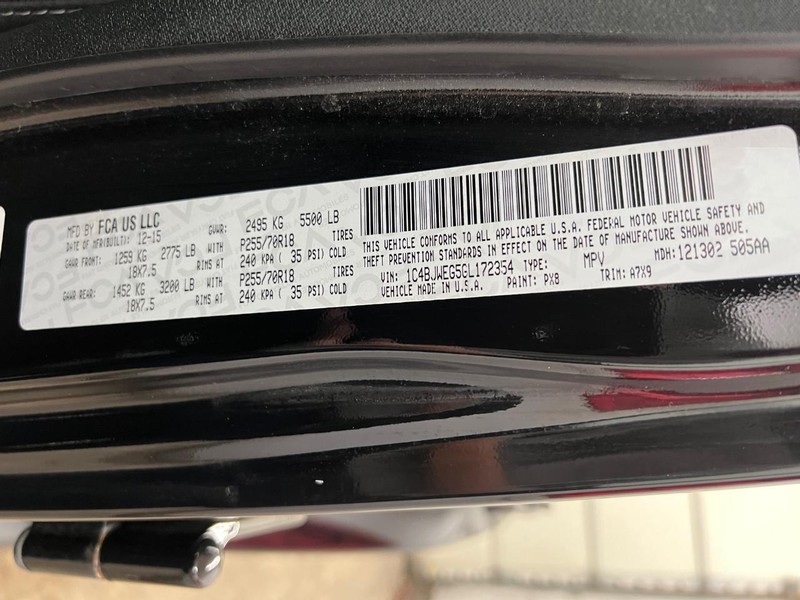 MFD BY FCA US LLC
DATE OF MFR(BUILT): 12-15 GVWR: 2495 KG 5500 LB
GAWR FRONT: 1259 KG 2775 LB WITH P255/70R18 TIRES
18X7.5 RIMS AT 240 KPA ( 35 PSI) COLD
GAWR REAR: 1452 KG 3200 LB WITH P255/70R18 TIRES
18X7.5 RIMS AT 240 KPA ( 35 PSI) COLD
THIS VEHICLE CONFORMS TO ALL APPLICABLE U.S.A. FEDERAL MOTOR VEHICLE SAFETY AND
THEFT PREVENTION STANDARDS IN EFFECT ON THE DATE OF MANUFACTURE SHOWN ABOVE.
VIN: 1C4BJWEG5GL172354 TYPE: MPV MDH: 121302 505AA
VEHICLE MADE IN U.S.A. PAINT: PX8 TRIM: A7X9